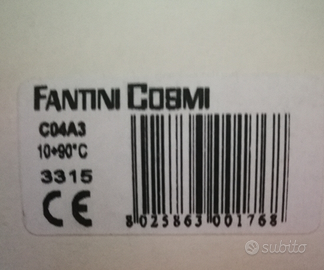 FANTINI COSMI
C04A3
10÷90°C
3315
CE
8 025863 001768
subito